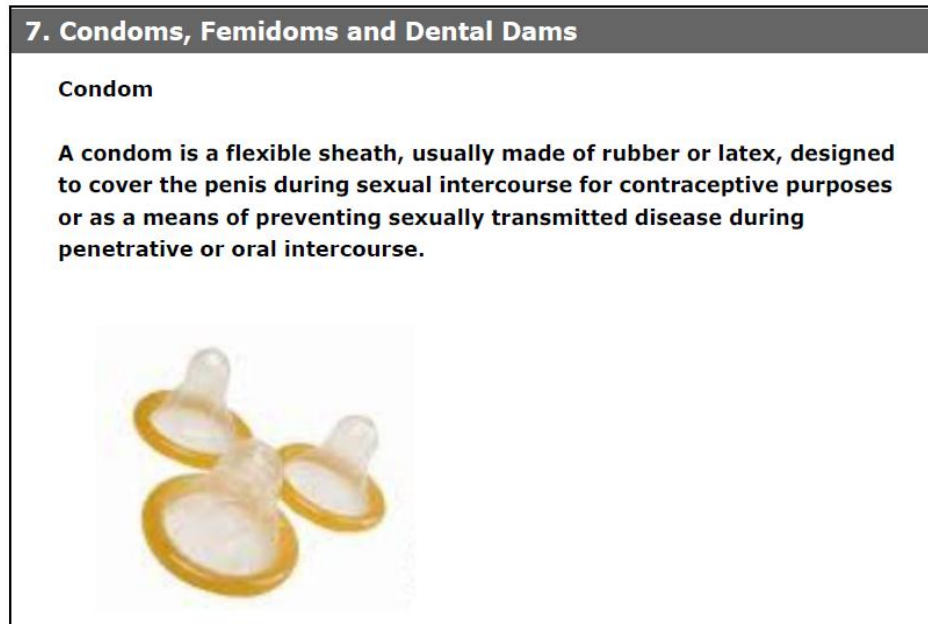 7. Condoms, Femidoms and Dental Dams
Condom
A condom is a flexible sheath, usually made of rubber or latex, designed
to cover the penis during sexual intercourse for contraceptive purposes
or as a means of preventing sexually transmitted disease during
penetrative or oral intercourse.